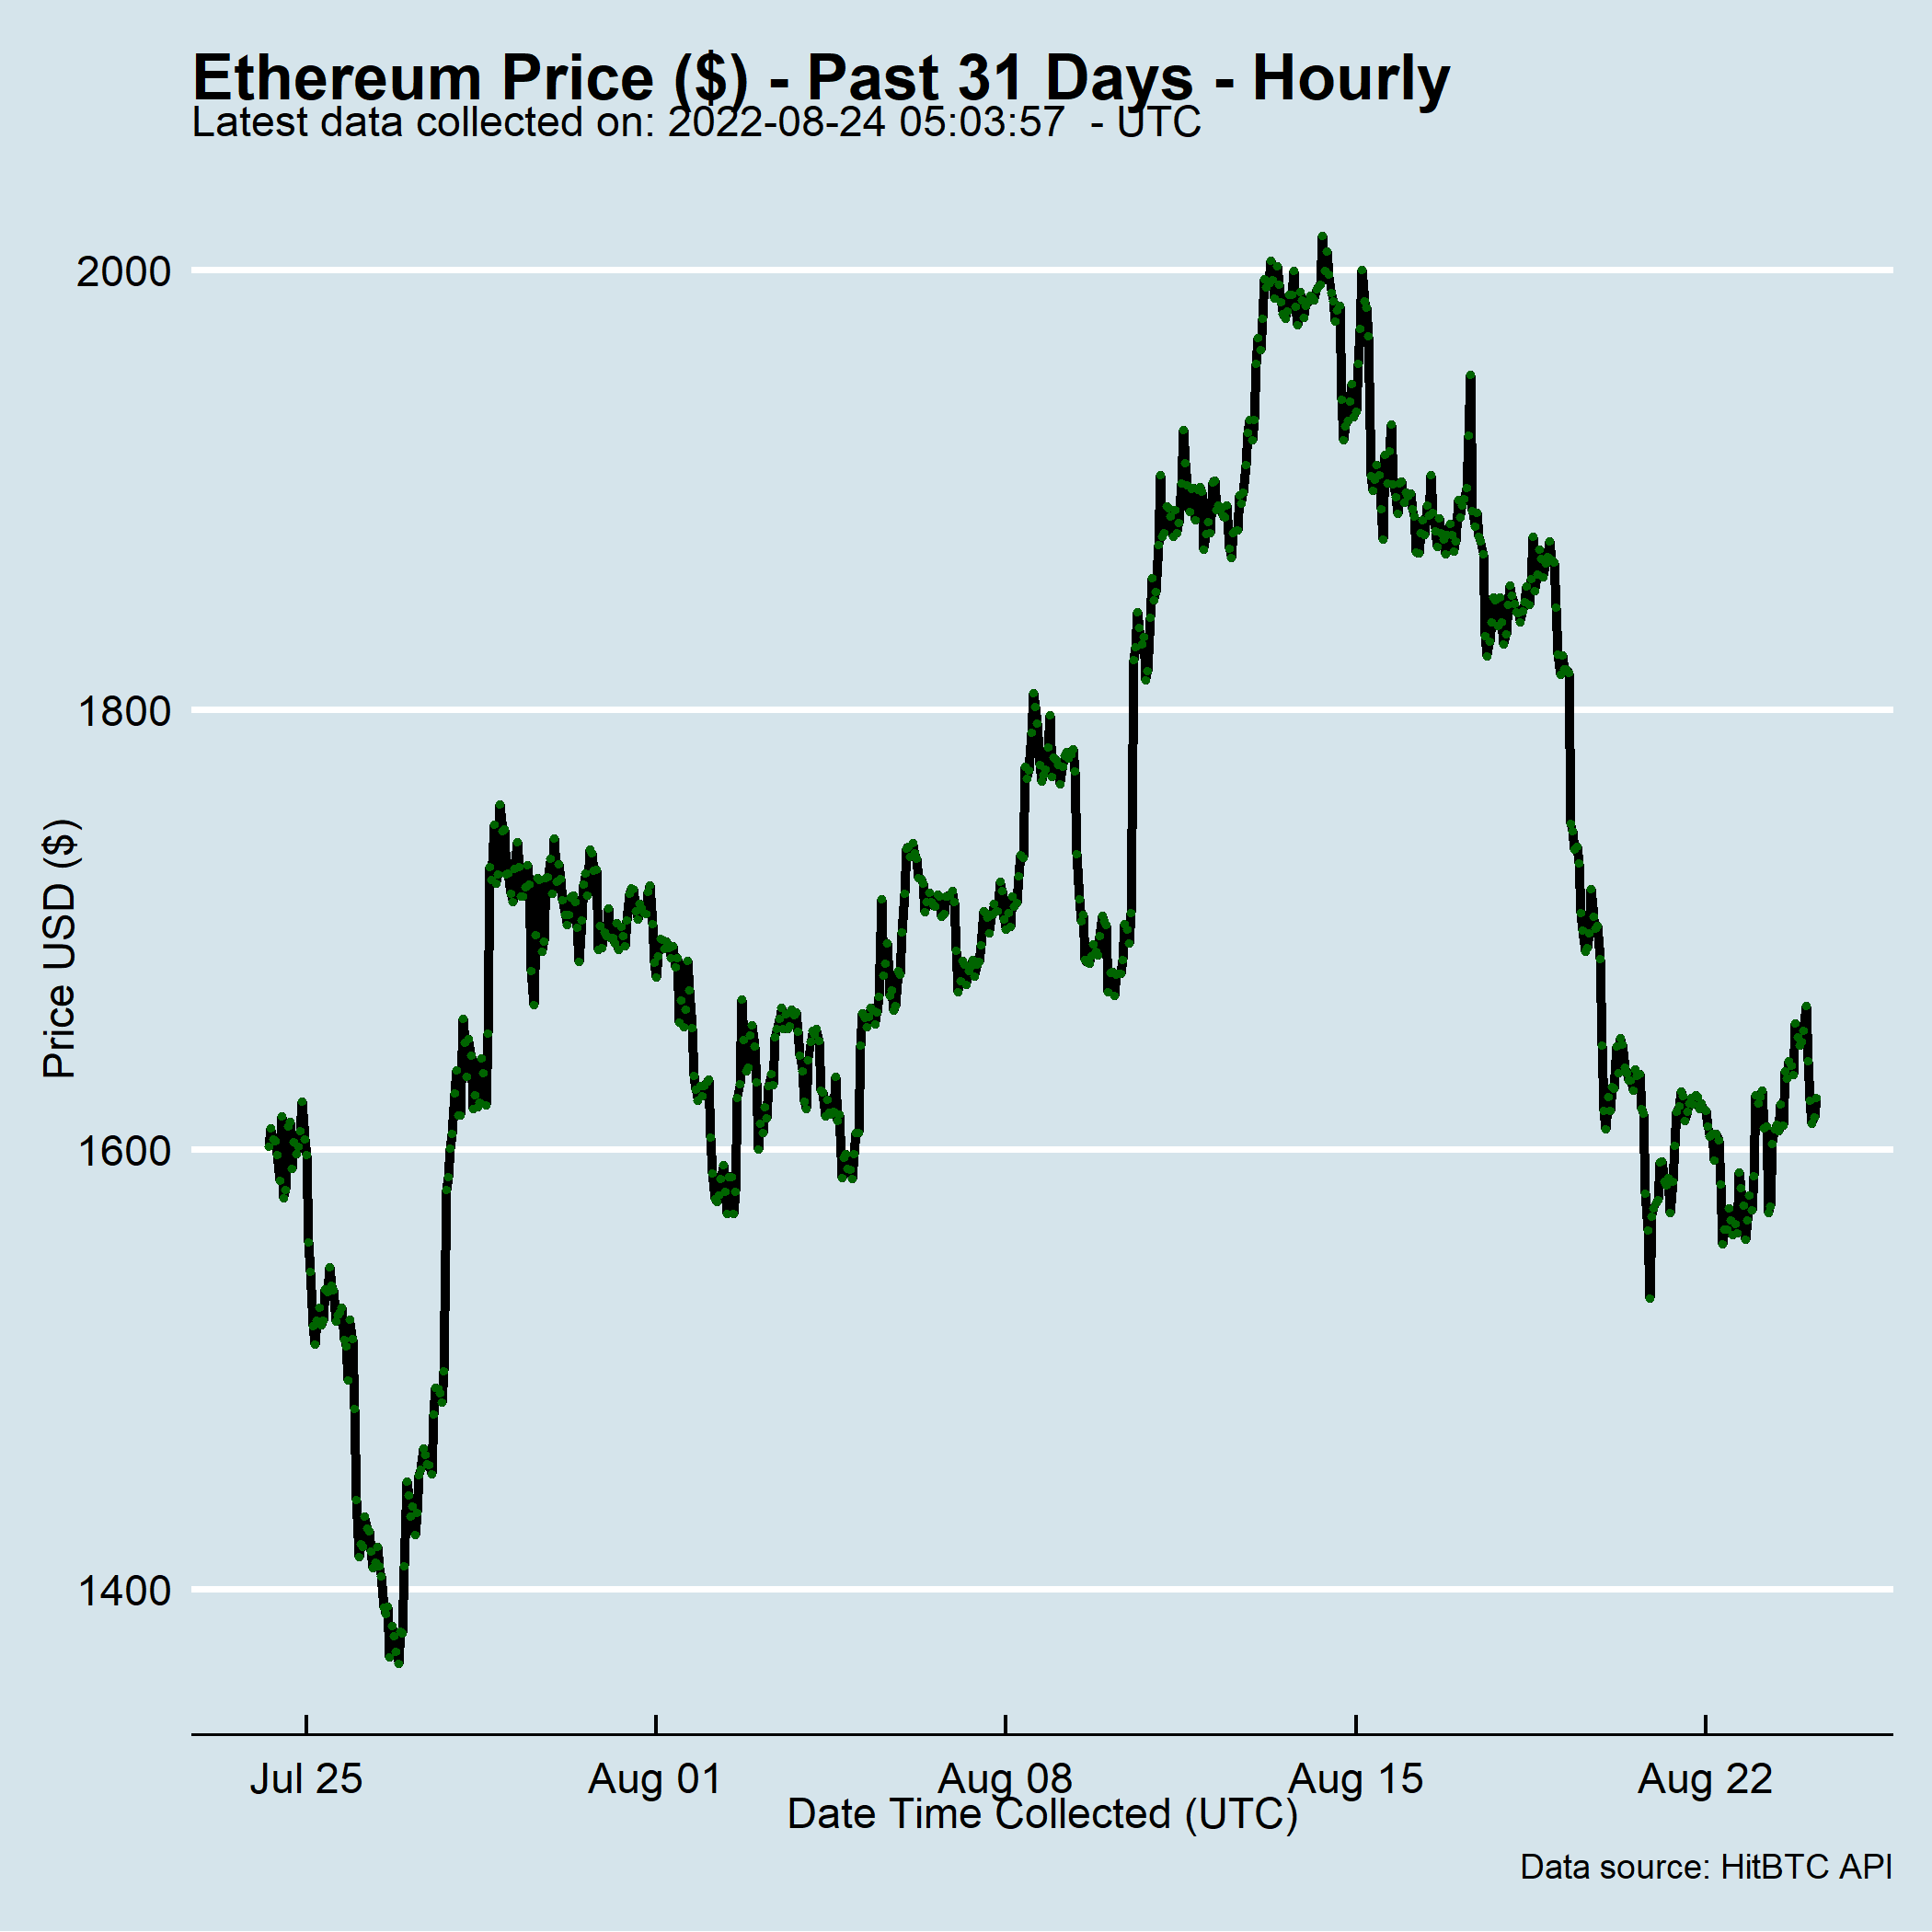 Ethereum Price ($) - Past 31 Days - Hourly
Latest data collected on: 2022-08-24 05:03:57  - UTC
Price USD ($)
2000
1800
1600
1400
Jul 25
Aug 01
Aug 08
Aug 15
Aug 22
Date Time Collected (UTC)
Data source: HitBTC API